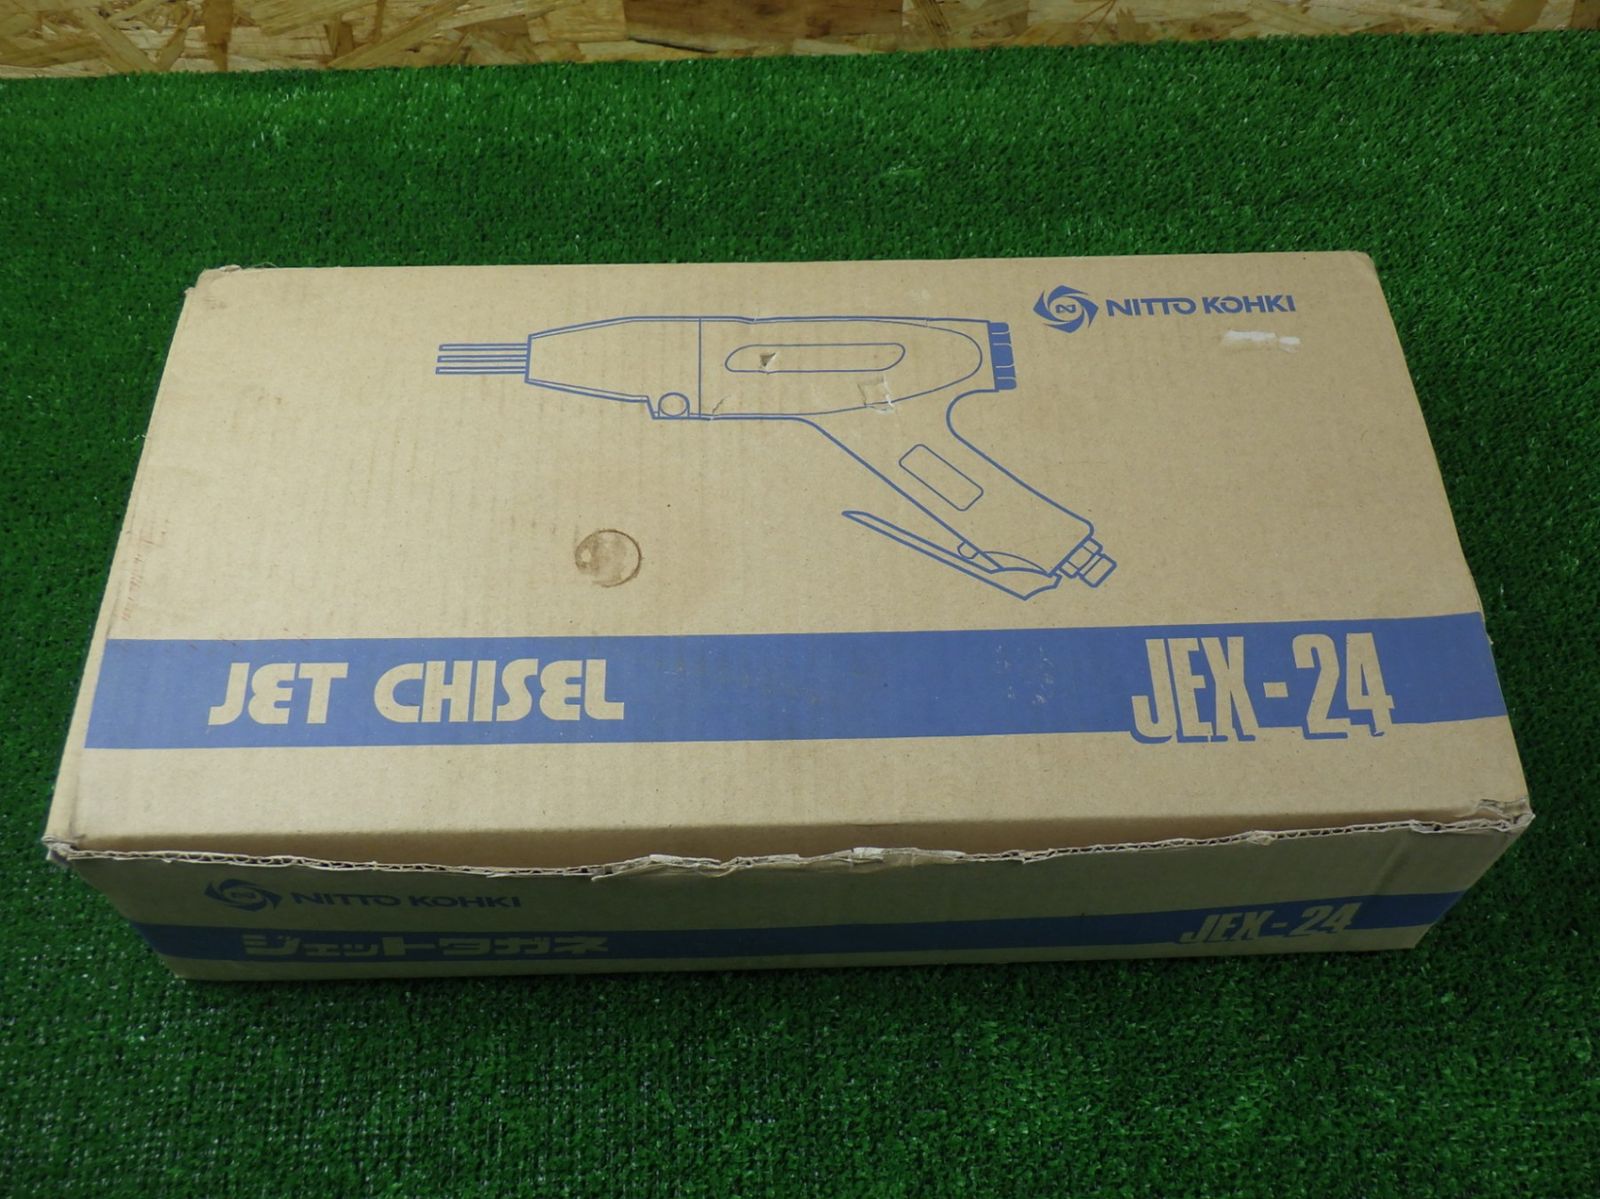 NITTO KOHKI
JET CHISEL
JEX-24
NITTO KOHKI
ジェットタガネ
JEX-24